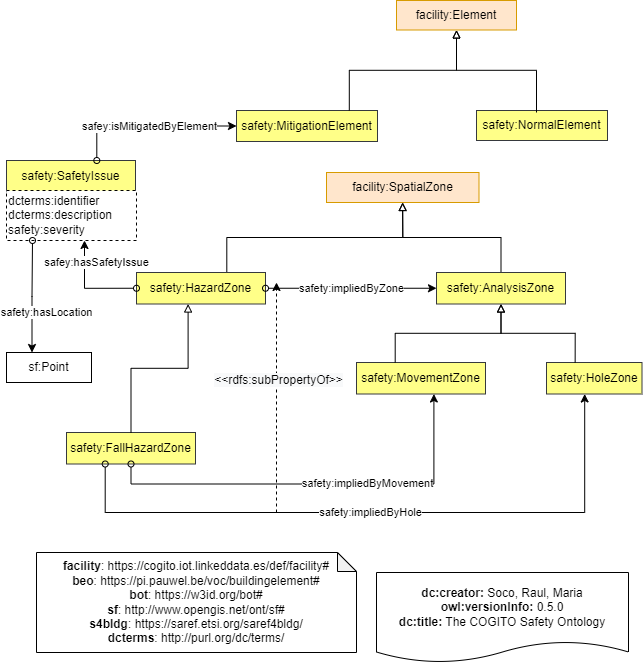 facility:Element
safety:MitigationElement
safety:NormalElement
safey:isMitigatedByElement
safety:SafetyIssue
dcterms:identifier
dcterms:description
safety:severity
facility:SpatialZone
safey:hasSafetyIssue
safety:HazardZone
safety:impliedByZone
safety:AnalysisZone
safety:hasLocation
sf:Point
<<rdfs:subPropertyOf>>
safety:MovementZone
safety:HoleZone
safety:FallHazardZone
safety:impliedByMovement
safety:impliedByHole
facility: https://cogito.iot.linkeddata.es/def/facility#
beo: https://pi.pauwel.be/voc/buildingelement#
bot: https://w3id.org/bot#
sf: http://www.opengis.net/ont/sf#
s4bldg: https://saref.etsi.org/saref4bldg/
dcterms: http://purl.org/dc/terms/
dc:creator: Soco, Raul, Maria
owl:versionInfo: 0.5.0
dc:title: The COGITO Safety Ontology